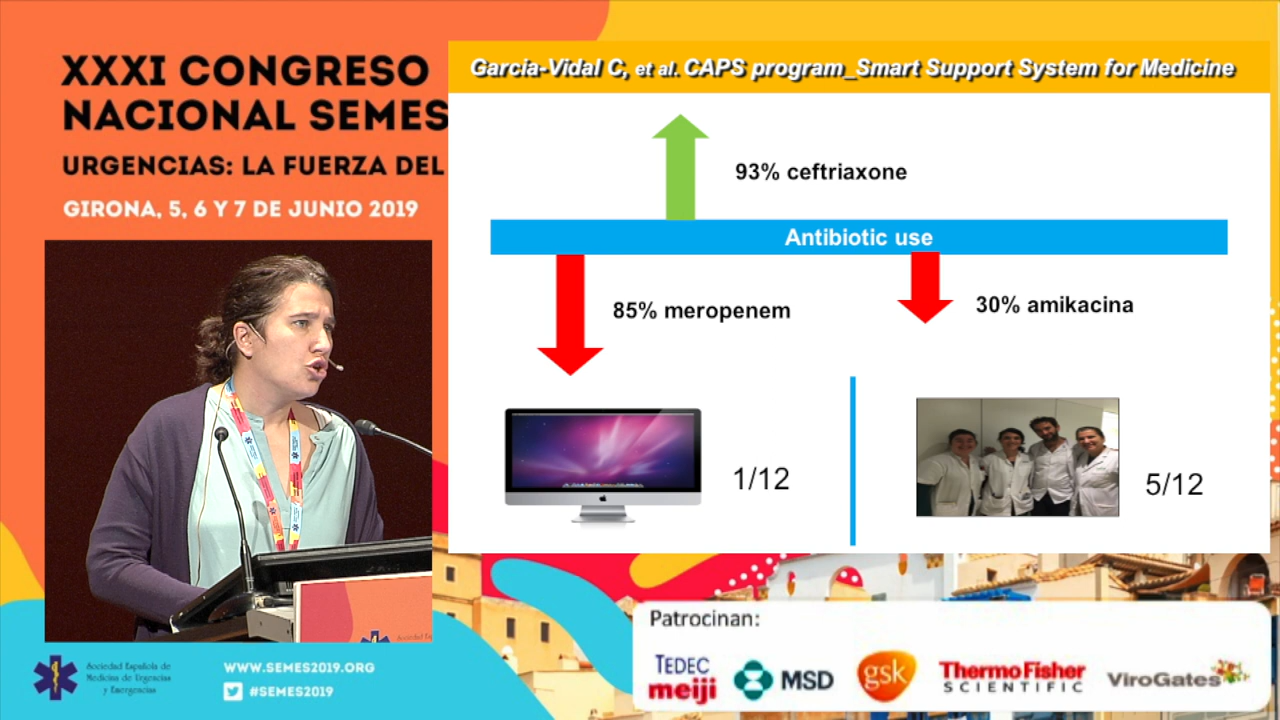 XXXI CONGRESO
NACIONAL SEMES
URGENCIAS: LA FUERZA DEL
GIRONA, 5, 6 Y 7 DE JUNIO 2019
Garcia-Vidal C, et al. CAPS program_Smart Support System for Medicine
93% ceftriaxone
Antibiotic use
85% meropenem
30% amikacina
1/12
5/12
Patrocinan:
TEDEC
meiji
MSD
gsk
ThermoFisher
SCIENTIFIC
ViroGates
Sociedad Española de
Medicina de Urgencias
y Emergencias
WWW.SEMES2019.ORG
#SEMES2019